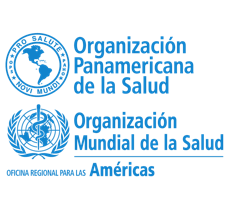 PRO SALUTE
NOVI MUNDI
Organización
Panamericana
de la Salud
Organización
Mundial de la Salud
OFICINA REGIONAL PARA LAS Américas